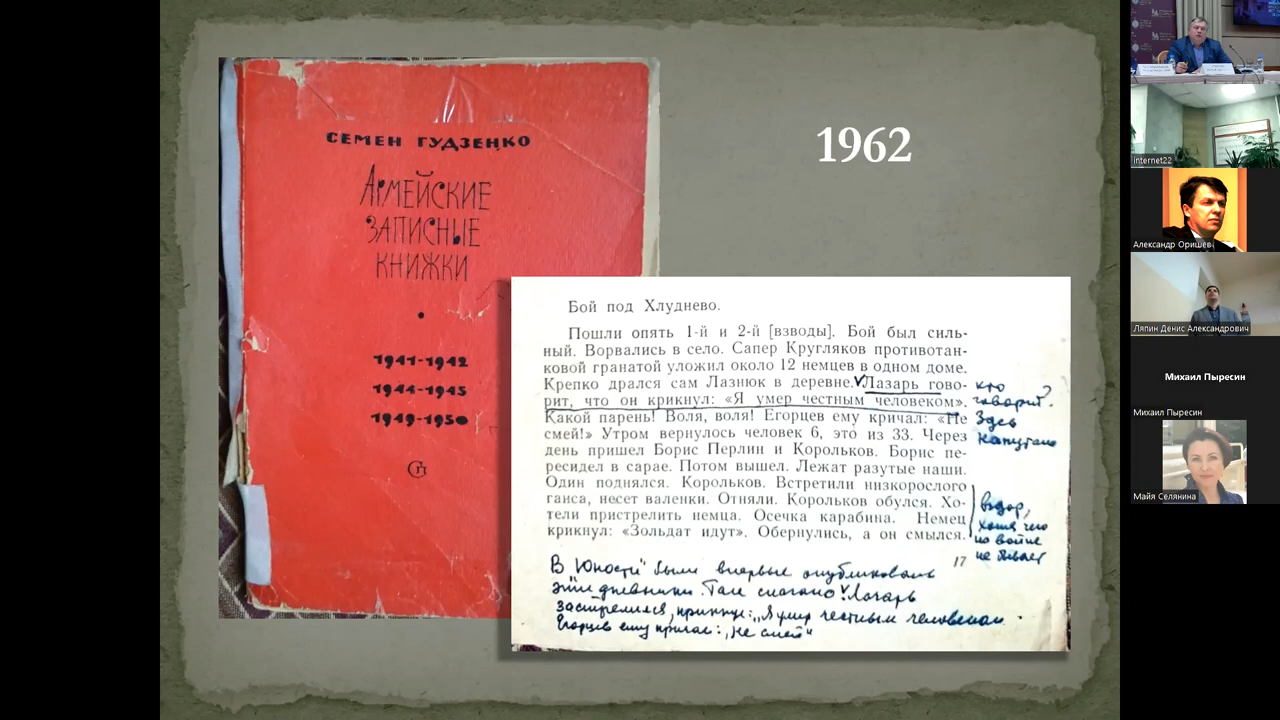 СЕМЕН ГУДЗЕНКО
АРМЕЙСКИЕ
ЗАПИСНЫЕ
КНИЖКИ
1941-1942
1944-1945
1949-1950
1962
Бой под Хлуднево.
Пошли опять 1-й и 2-й [взводы]. Бой был силь-
ный. Ворвались в село. Сапер Кругляков противотан-
ковой гранатой уложил около 12 немцев в одном доме.
Крепко дрался сам Лазнюк в деревне. Лазарь гово-
рит, что он крикнул: «Я умер честным человеком».
Какой парень! Воля, воля! Егорцев ему кричал: «Не
смей!» Утром вернулось человек 6, это из 33. Через
день пришел Борис Перлин и Корольков. Борис пе-
ресидел в сарае. Потом вышел. Лежат разутые наши.
Один поднялся. Корольков. Встретили низкорослого
ганса, несет валенки. Отняли. Корольков обулся. Хо-
тели пристрелить немца. Осечка карабина. Немец
крикнул: «Зольдат идут». Обернулись, а он смылся.
17
кто
говорит?
Здесь
напутано
вздор,
хотя чего
на войне
не бывает
В "Юности" были впервые опубликованы
эти дневники. Там сказано: Лазарь
застрелился, крикнув: "Я умер честным человеком.
Егорцев ему кричал: "Не смей"
internet22
Александр Оришев
Ляпин Денис Александрович
Михаил Пыресин
Михаил Пыресин
Майя Селянина